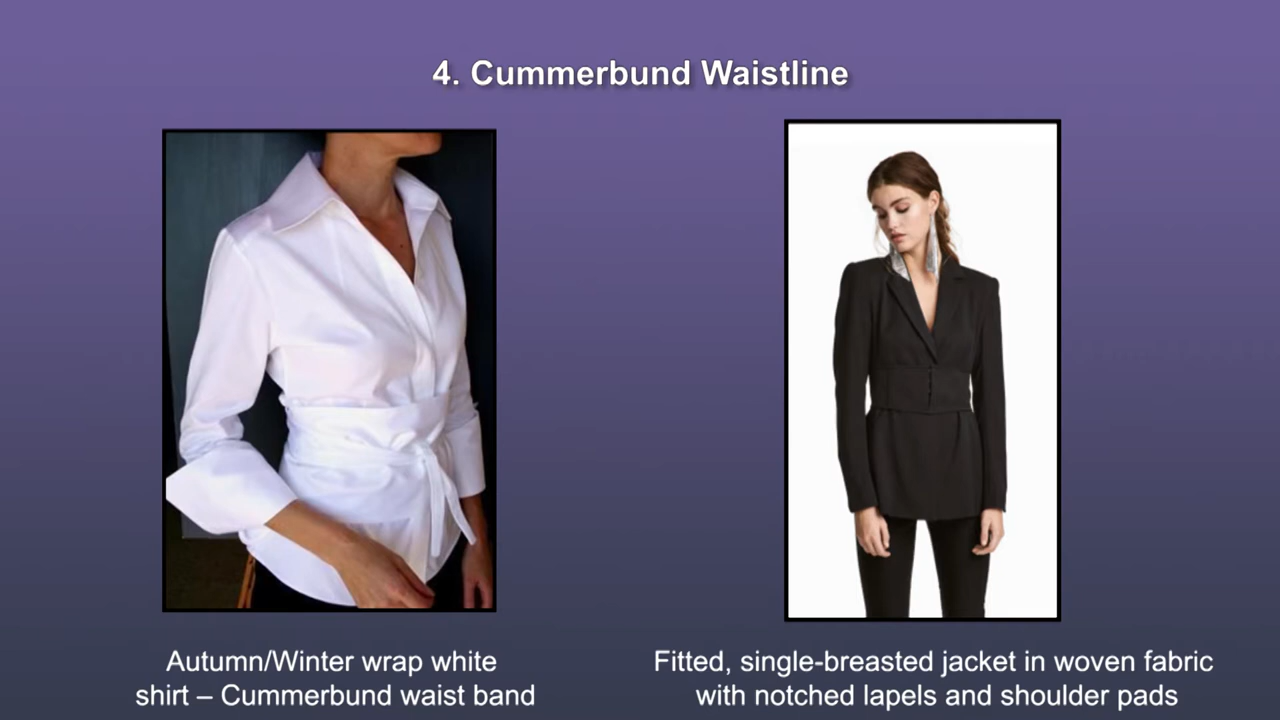 4. Cummerbund Waistline
Autumn/Winter wrap white
shirt – Cummerbund waist band
Fitted, single-breasted jacket in woven fabric
with notched lapels and shoulder pads